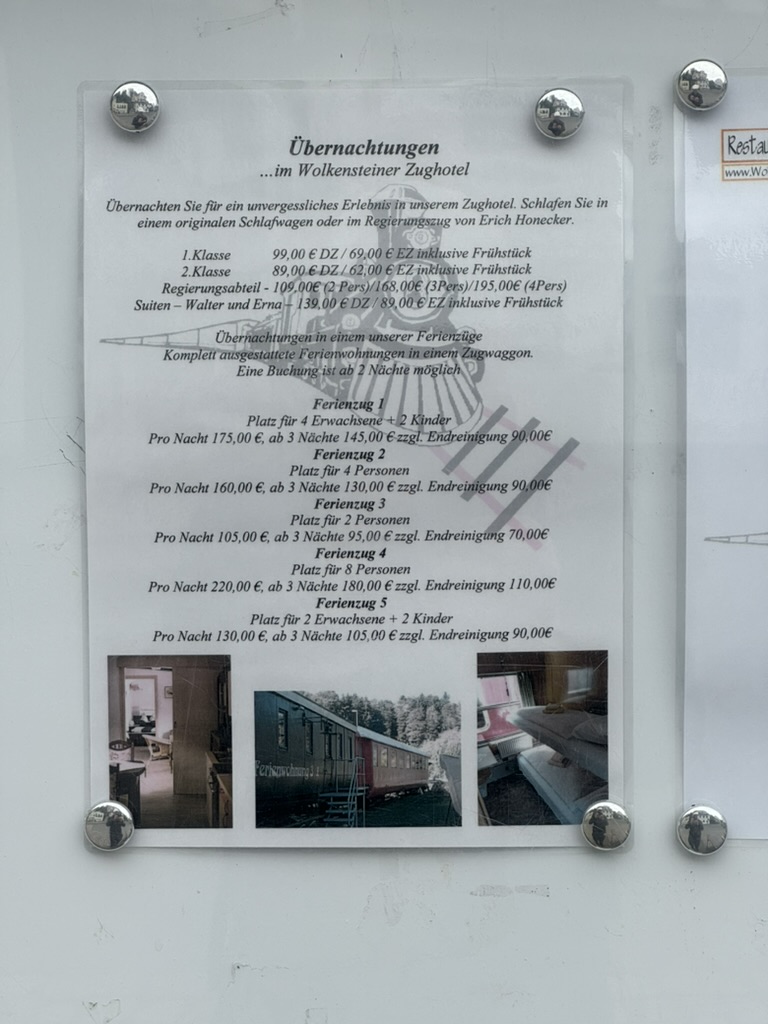 Übernachtungen
...im Wolkensteiner Zughotel
Übernachten Sie für ein unvergessliches Erlebnis in unserem Zughotel. Schlafen Sie in
einem originalen Schlafwagen oder im Regierungszug von Erich Honecker.
1.Klasse 99,00 € DZ / 69,00 € EZ inklusive Frühstück
2.Klasse 89,00 € DZ / 62,00 € EZ inklusive Frühstück
Regierungsabteil - 109,00€ (2 Pers)/168,00€ (3Pers)/195,00€ (4Pers)
Suiten – Walter und Erna – 139,00 € DZ / 89,00 € EZ inklusive Frühstück
Übernachtungen in einem unserer Ferienzüge
Komplett ausgestattete Ferienwohnungen in einem Zugwaggon.
Eine Buchung ist ab 2 Nächte möglich
Ferienzug 1
Platz für 4 Erwachsene + 2 Kinder
Pro Nacht 175,00 €, ab 3 Nächte 145,00 € zzgl. Endreinigung 90,00€
Ferienzug 2
Platz für 4 Personen
Pro Nacht 160,00 €, ab 3 Nächte 130,00 € zzgl. Endreinigung 90,00€
Ferienzug 3
Platz für 2 Personen
Pro Nacht 105,00 €, ab 3 Nächte 95,00 € zzgl. Endreinigung 70,00€
Ferienzug 4
Platz für 8 Personen
Pro Nacht 220,00 €, ab 3 Nächte 180,00 € zzgl. Endreinigung 110,00€
Ferienzug 5
Platz für 2 Erwachsene + 2 Kinder
Pro Nacht 130,00 €, ab 3 Nächte 105,00 € zzgl. Endreinigung 90,00€
Ferienwohnung
Restau
www.Wo